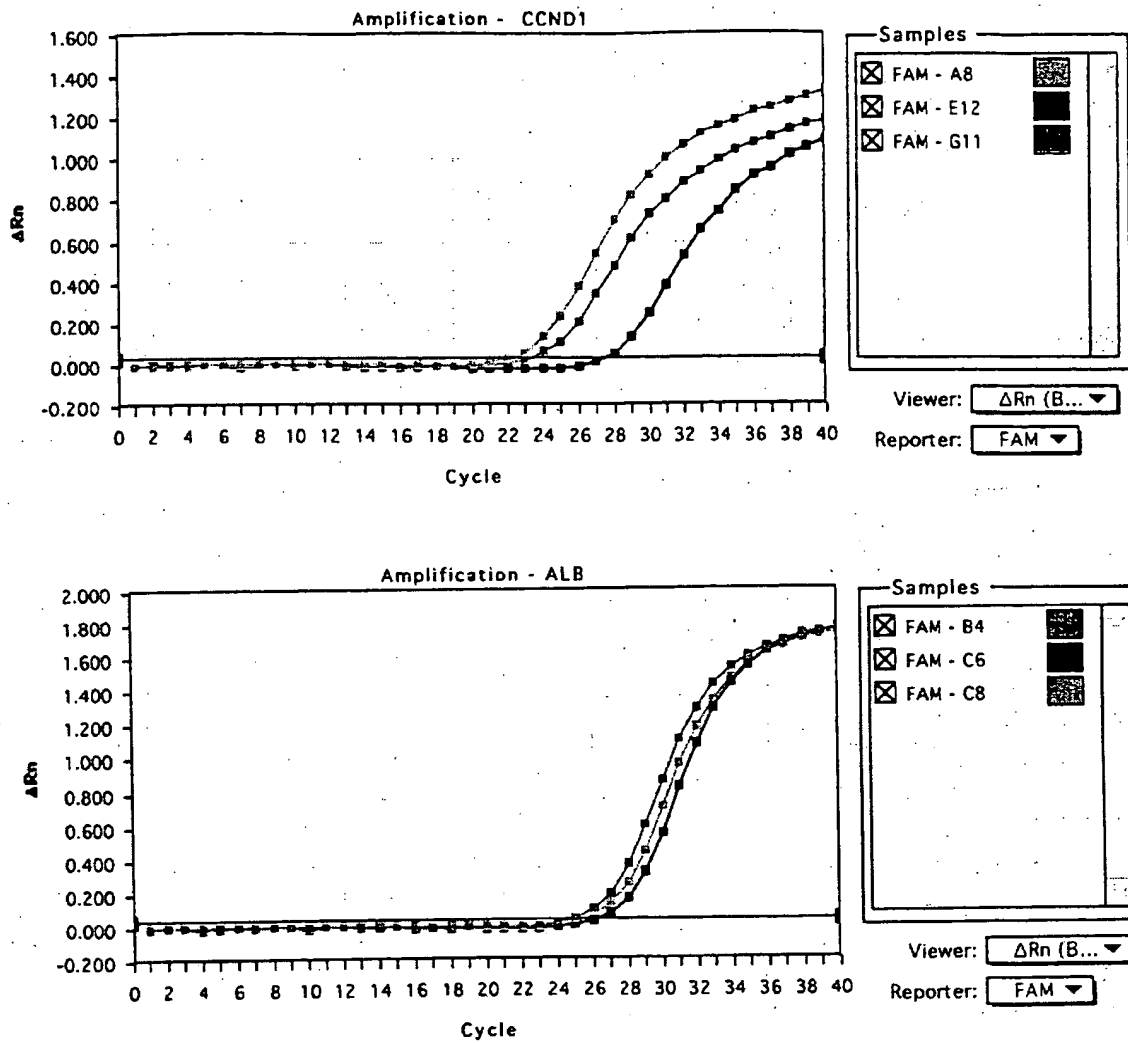 Amplification - CCND1
1.600
1.400
1.200
1.000
0.800
0.600
0.400
0.200
0.000
-0.200
ΔRn
0 2 4 6 8 10 12 14 16 18 20 22 24 26 28 30 32 34 36 38 40
Cycle
Samples
FAM - A8
FAM - E12
FAM - G11
Viewer: ΔRn (B...
Reporter: FAM
Amplification - ALB
2.000
1.800
1.600
1.400
1.200
1.000
0.800
0.600
0.400
0.200
0.000
-0.200
ΔRn
0 2 4 6 8 10 12 14 16 18 20 22 24 26 28 30 32 34 36 38 40
Cycle
Samples
FAM - B4
FAM - C6
FAM - C8
Viewer: ΔRn (B...
Reporter: FAM